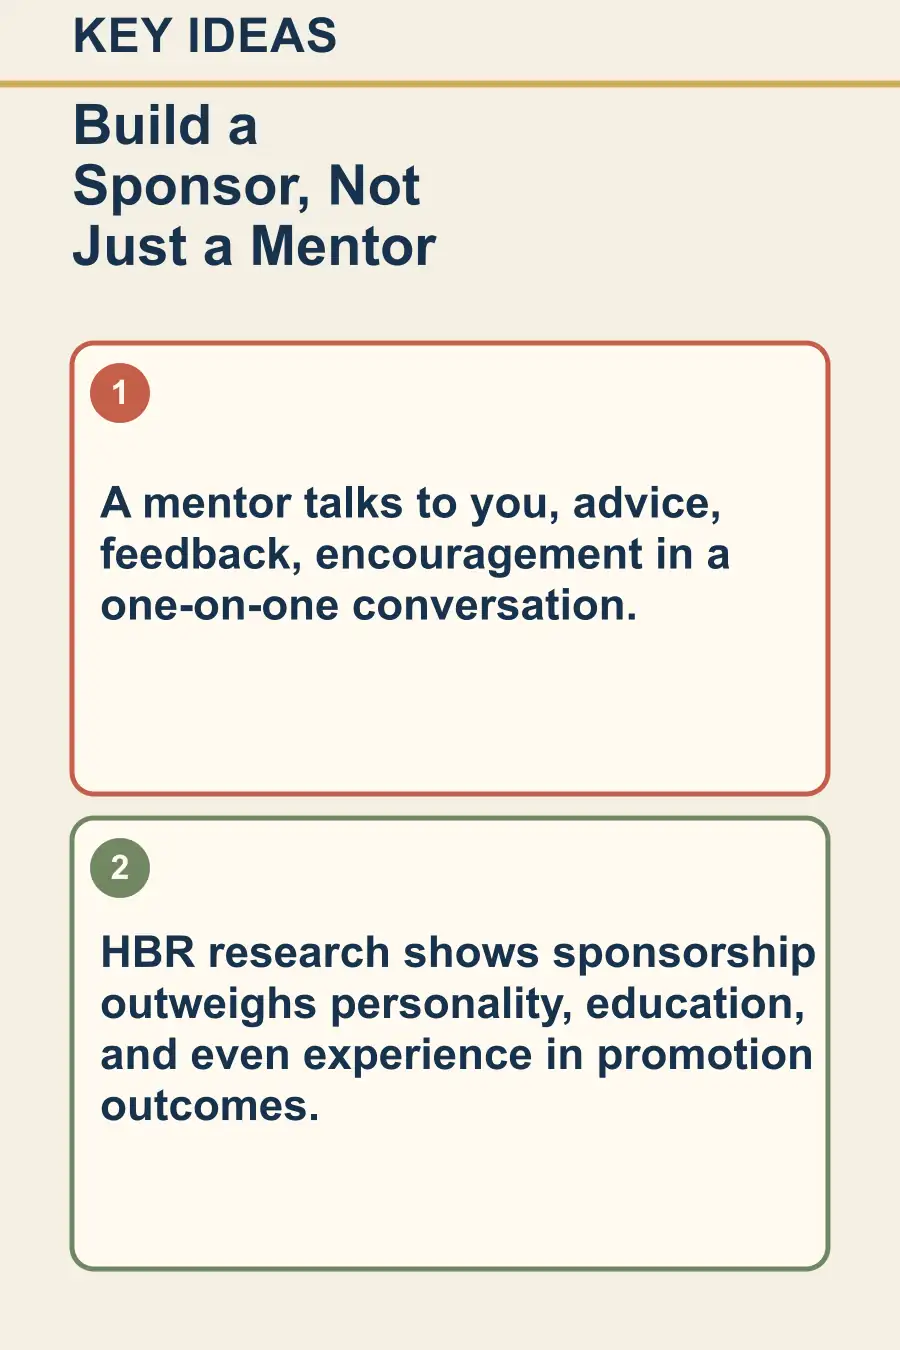 KEY IDEAS
Build a
Sponsor, Not
Just a Mentor
1
A mentor talks to you, advice,
feedback, encouragement in a
one-on-one conversation.
2
HBR research shows sponsorship
outweighs personality, education,
and even experience in promotion
outcomes.